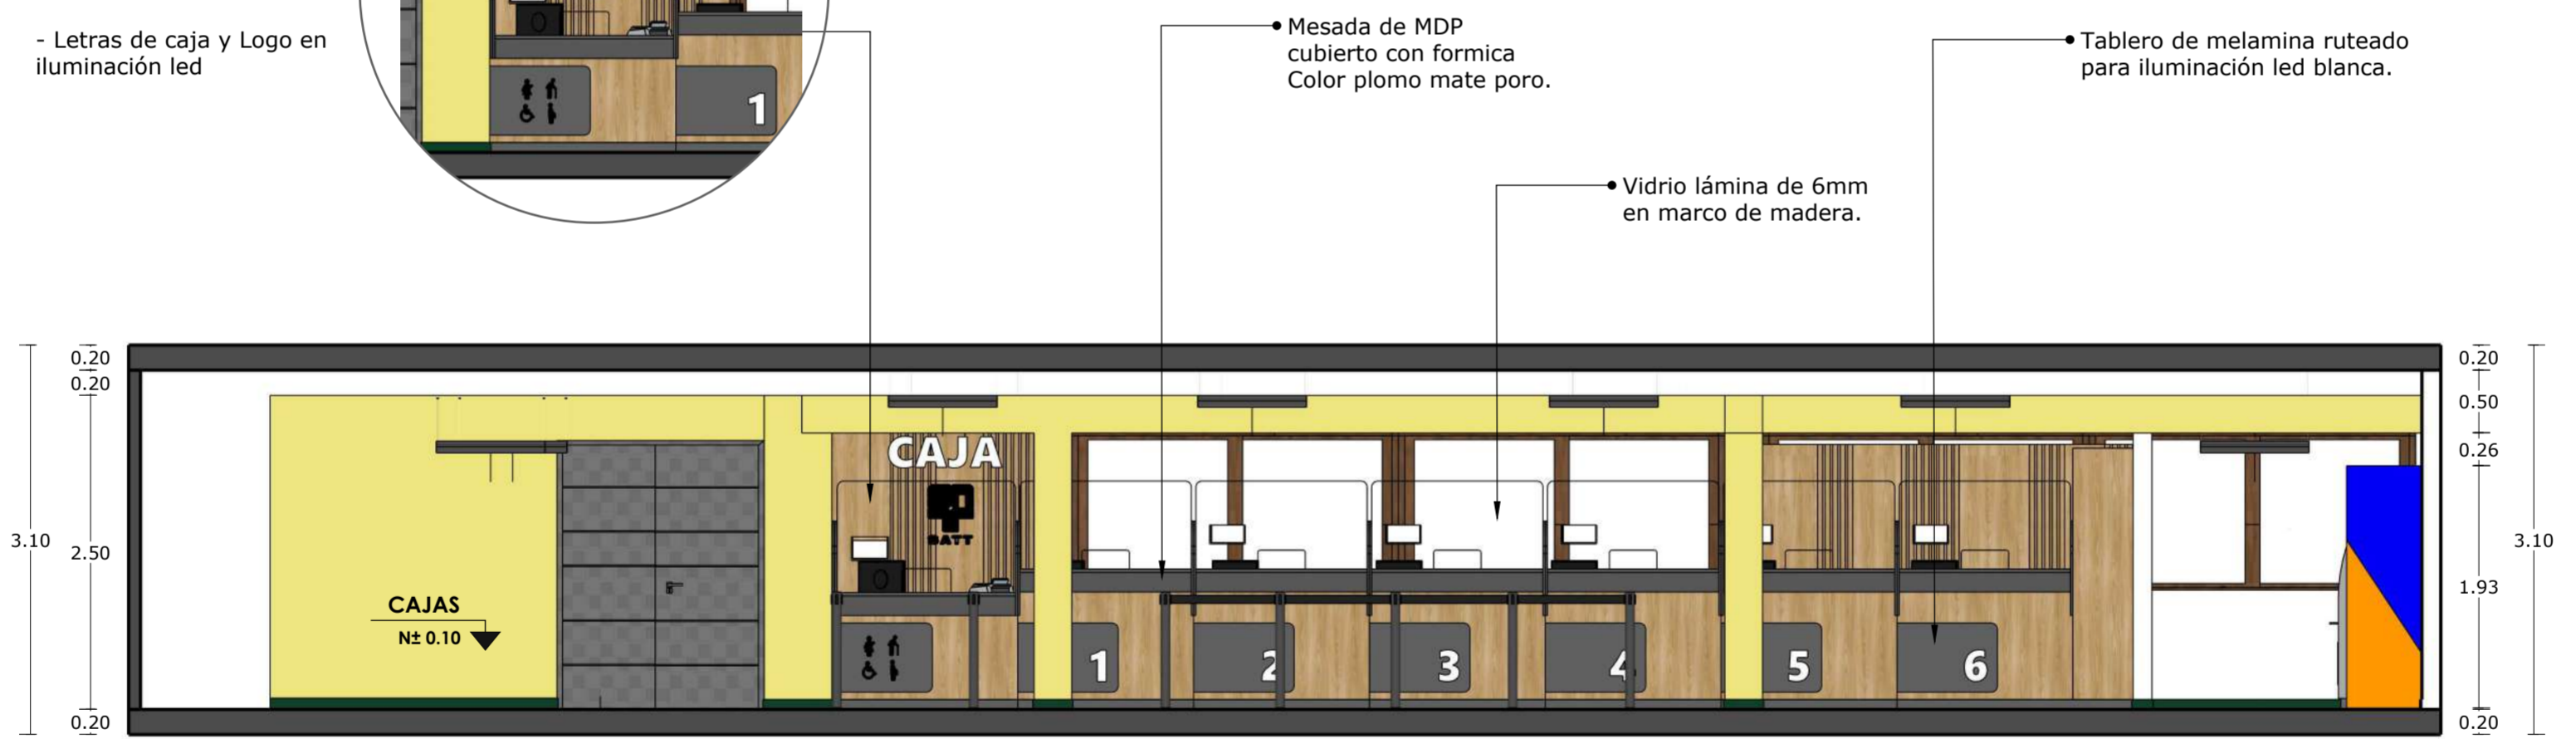 - Letras de caja y Logo en
iluminación led
1
Mesada de MDP
cubierto con formica
Color plomo mate poro.
Tablero de melamina ruteado
para iluminación led blanca.
Vidrio lámina de 6mm
en marco de madera.
0.20
0.20
3.10
2.50
0.20
CAJAS
N± 0.10
CAJA
BATT
1
2
3
4
5
6
0.20
0.50
0.26
3.10
1.93
0.20